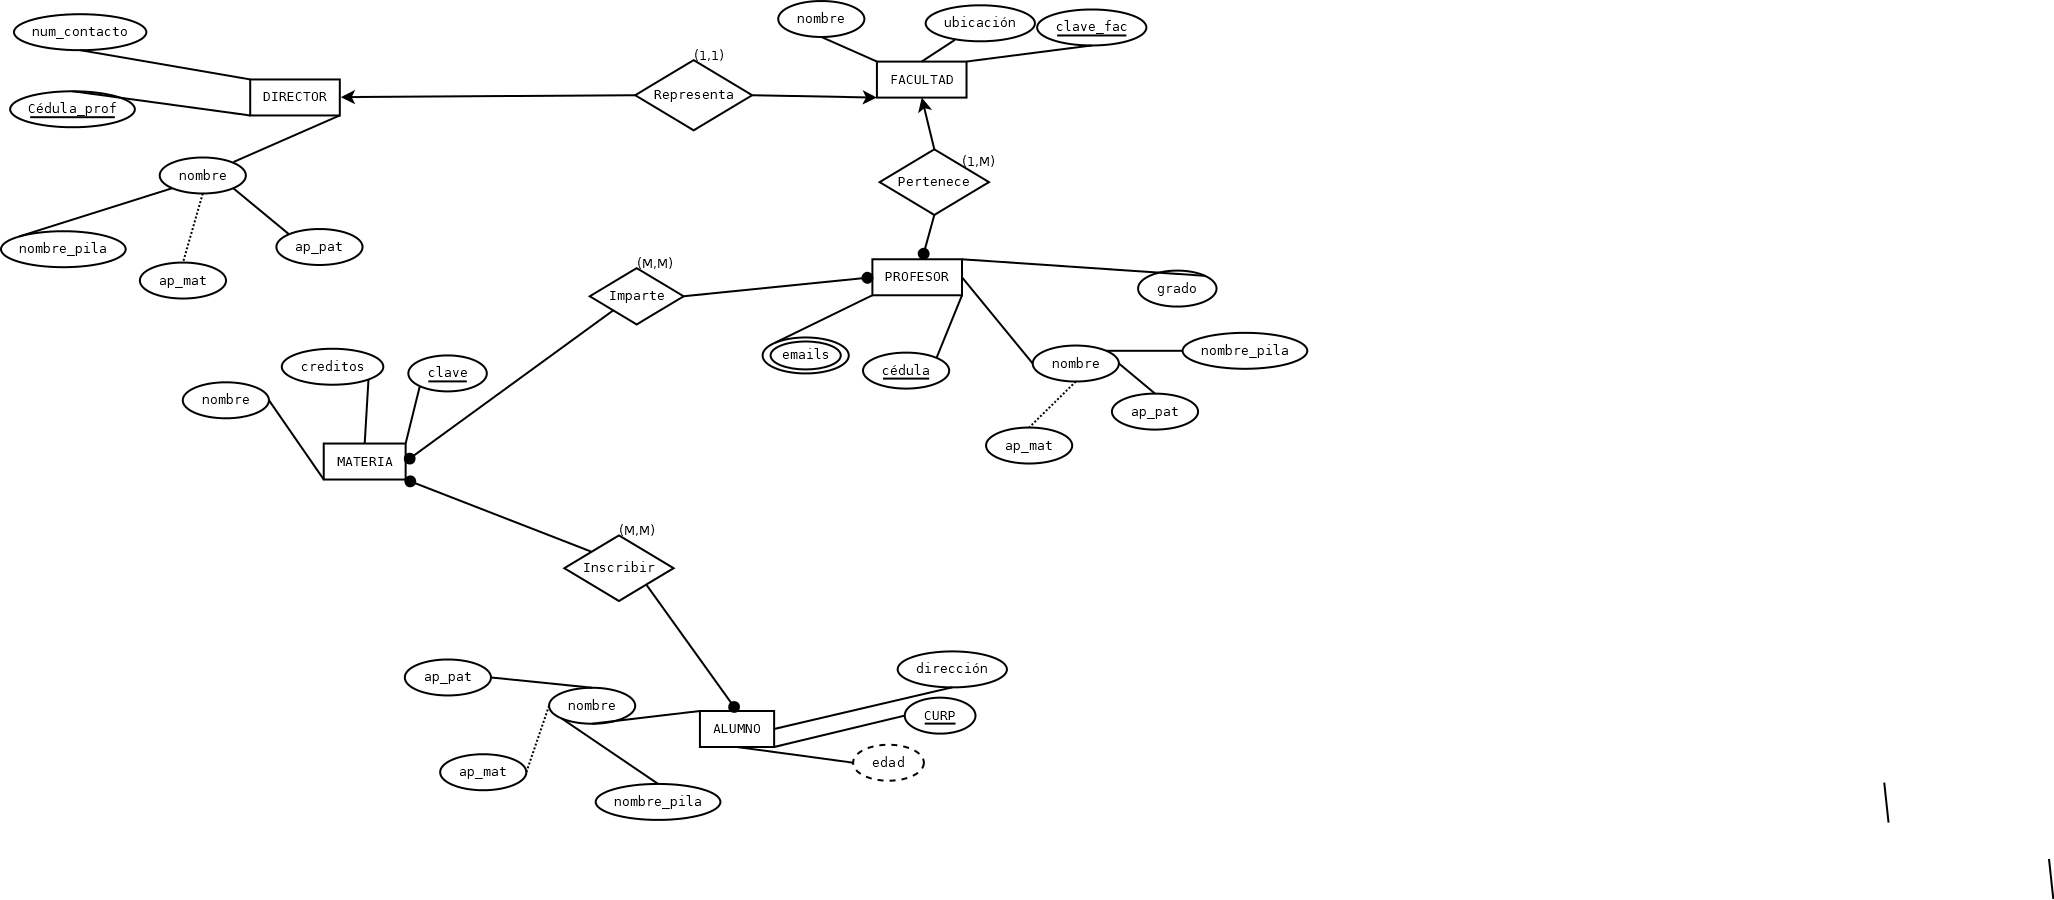 nombre
ubicación
clave_fac
num_contacto
(1,1)
FACULTAD
DIRECTOR
Representa
Cédula_prof
(1,M)
nombre
Pertenece
nombre_pila
ap_pat
ap_mat
(M,M)
PROFESOR
Imparte
grado
emails
cédula
nombre
nombre_pila
ap_pat
ap_mat
creditos
clave
nombre
MATERIA
(M,M)
Inscribir
ap_pat
nombre
dirección
CURP
ALUMNO
edad
ap_mat
nombre_pila